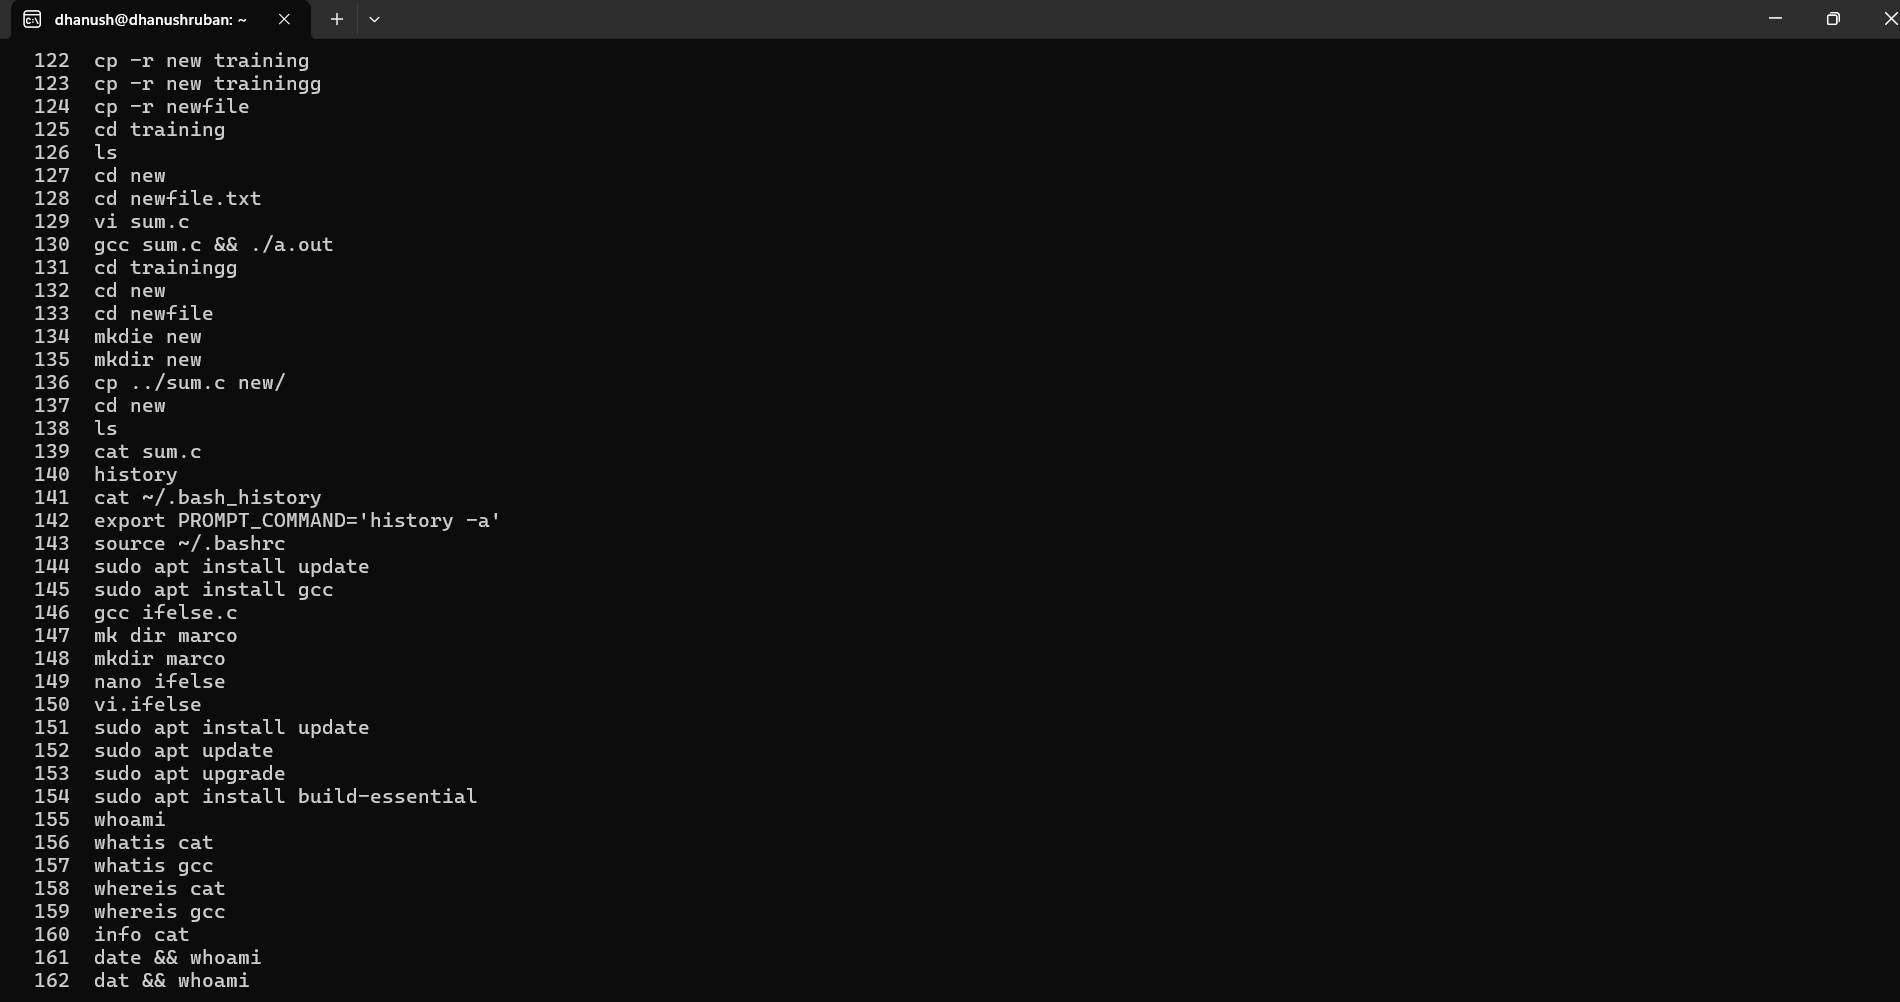 dhanush@dhanushruban: ~
122 cp -r new training
123 cp -r new trainingg
124 cp -r newfile
125 cd training
126 ls
127 cd new
128 cd newfile.txt
129 vi sum.c
130 gcc sum.c && ./a.out
131 cd trainingg
132 cd new
133 cd newfile
134 mkdie new
135 mkdir new
136 cp ../sum.c new/
137 cd new
138 ls
139 cat sum.c
140 history
141 cat ~/.bash_history
142 export PROMPT_COMMAND='history -a'
143 source ~/.bashrc
144 sudo apt install update
145 sudo apt install gcc
146 gcc ifelse.c
147 mk dir marco
148 mkdir marco
149 nano ifelse
150 vi.ifelse
151 sudo apt install update
152 sudo apt update
153 sudo apt upgrade
154 sudo apt install build-essential
155 whoami
156 whatis cat
157 whatis gcc
158 whereis cat
159 whereis gcc
160 info cat
161 date && whoami
162 dat && whoami